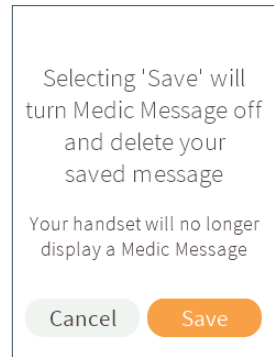 Selecting 'Save' will
turn Medic Message off
and delete your
saved message
Your handset will no longer
display a Medic Message
Cancel Save